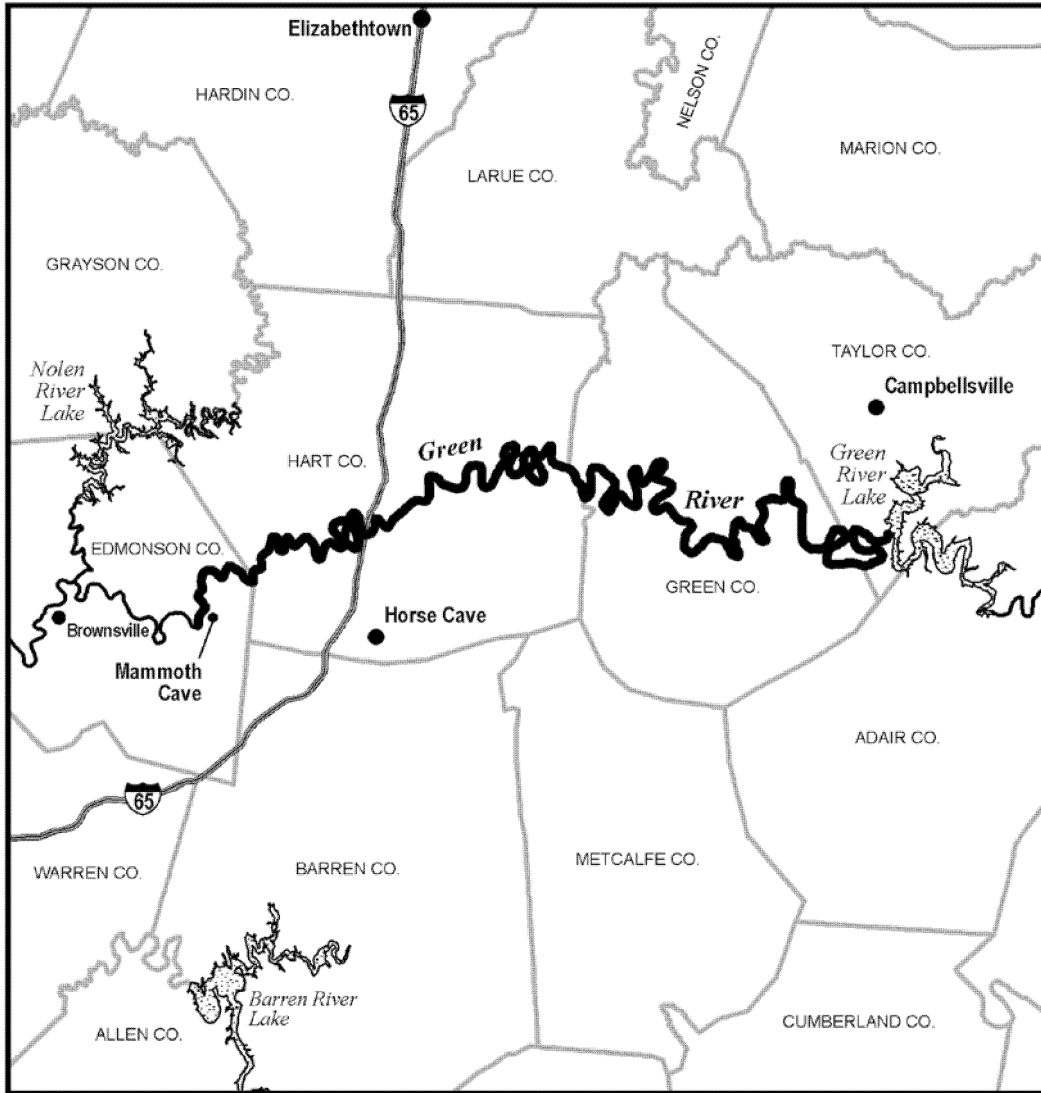 Elizabethtown
HARDIN CO.
65
NELSON CO.
MARION CO.
LARUE CO.
GRAYSON CO.
Nolen
River
Lake
TAYLOR CO.
Campbellsville
HART CO.
Green
Green
River
Lake
River
EDMONSON CO.
GREEN CO.
Brownsville
Horse Cave
Mammoth
Cave
ADAIR CO.
65
WARREN CO.
BARREN CO.
METCALFE CO.
Barren River
Lake
ALLEN CO.
CUMBERLAND CO.